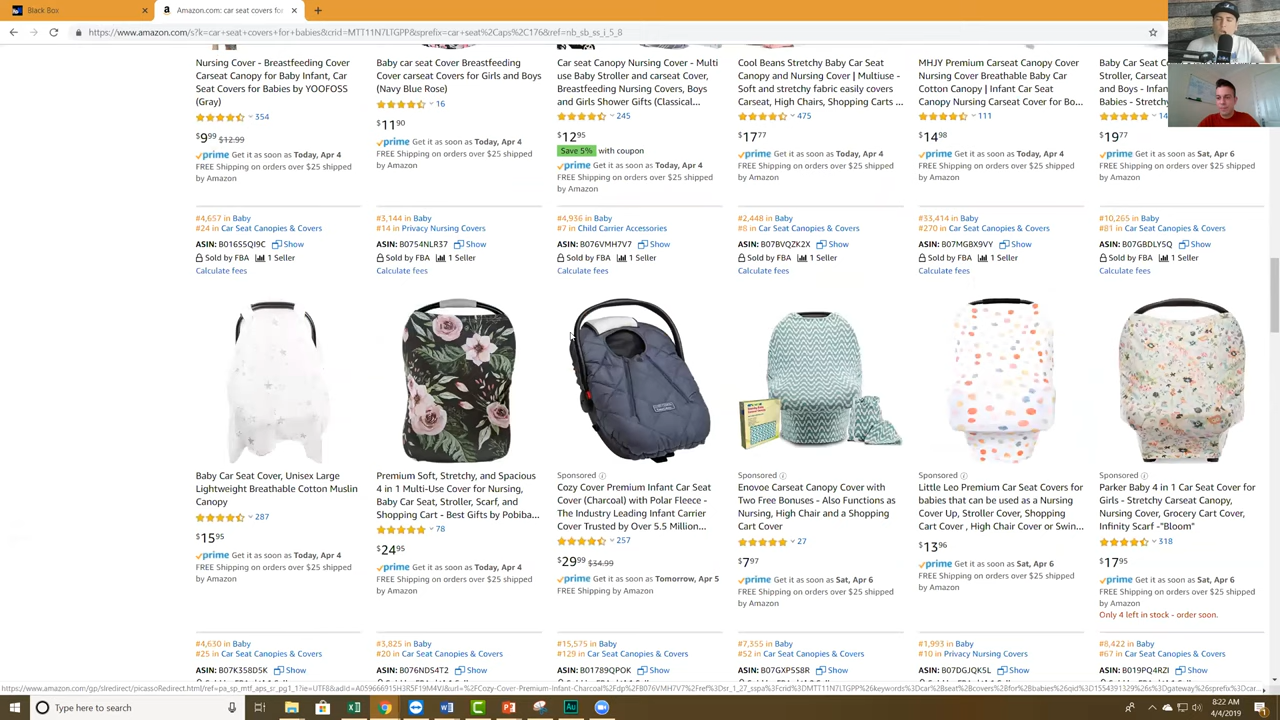 Black Box
Amazon.com: car seat covers fo
https://www.amazon.com/s?k=car+seat+covers+for+babies&crid=MTT11N7LTGPP&sprefix=car+seat%2Caps%2C176&ref=nb_sb_ss_i_5_8
Nursing Cover - Breastfeeding Cover
Carseat Canopy for Baby Infant, Car
Seat Covers for Babies by YOOFOSS
(Gray)
354
$9.99 $12.99
prime Get it as soon as Today, Apr 4
FREE Shipping on orders over $25 shipped
by Amazon
#4,657 in Baby
#24 in Car Seat Canopies & Covers
ASIN: B016S5QI9C Show
Sold by FBA 1 Seller
Calculate fees
Baby car seat Cover Breastfeeding
Cover carseat Covers for Girls and Boys
(Navy Blue Rose)
16
$11.90
prime Get it as soon as Today, Apr 4
FREE Shipping on orders over $25 shipped
by Amazon
#3,144 in Baby
#14 in Privacy Nursing Covers
ASIN: B0754NLR37 Show
Sold by FBA 1 Seller
Calculate fees
Car seat Canopy Nursing Cover - Multi
use Baby Stroller and carseat Cover,
Breastfeeding Nursing Covers, Boys
and Girls Shower Gifts (Classical...
245
$12.95
Save 5% with coupon
prime Get it as soon as Today, Apr 4
FREE Shipping on orders over $25 shipped
by Amazon
#4,936 in Baby
#7 in Child Carrier Accessories
ASIN: B076VMH7V7 Show
Sold by FBA 1 Seller
Calculate fees
Cool Beans Stretchy Baby Car Seat
Canopy and Nursing Cover | Multiuse -
Soft and stretchy fabric easily covers
Carseat, High Chairs, Shopping Carts ...
475
$17.77
prime Get it as soon as Today, Apr 4
FREE Shipping on orders over $25 shipped
by Amazon
#2,448 in Baby
#8 in Car Seat Canopies & Covers
ASIN: B07BVQZK2X Show
Sold by FBA 1 Seller
Calculate fees
MHJY Premium Carseat Canopy Cover
Nursing Cover Breathable Baby Car
Cotton Canopy | Infant Car Seat
Canopy Nursing Carseat Cover for Bo...
111
$14.98
prime Get it as soon as Today, Apr 4
FREE Shipping on orders over $25 shipped
by Amazon
#33,414 in Baby
#270 in Car Seat Canopies & Covers
ASIN: B07MGBX9VY Show
Sold by FBA 1 Seller
Calculate fees
Baby Car Se
Stroller, Carsea
and Boys - Inf
Babies - Stretch
14
$19.77
prime Get it as soon as Sat, Apr 6
FREE Shipping on orders over $25 shipped
by Amazon
#10,265 in Baby
#81 in Car Seat Canopies & Covers
ASIN: B07GBDLY5Q Show
Sold by FBA 1 Seller
Calculate fees
Baby Car Seat Cover, Unisex Large
Lightweight Breathable Cotton Muslin
Canopy
287
$15.95
prime Get it as soon as Today, Apr 4
FREE Shipping on orders over $25 shipped
by Amazon
#4,630 in Baby
#25 in Car Seat Canopies & Covers
ASIN: B07K358D5K Show
Premium Soft, Stretchy, and Spacious
4 in 1 Multi-Use Cover for Nursing,
Baby Car Seat, Stroller, Scarf, and
Shopping Cart - Best Gifts by Pobiba...
78
$24.95
prime Get it as soon as Today, Apr 4
FREE Shipping on orders over $25 shipped
by Amazon
#3,825 in Baby
#20 in Car Seat Canopies & Covers
ASIN: B076N0S4T2 Show
Sponsored
Cozy Cover Premium Infant Car Seat
Cover (Charcoal) with Polar Fleece -
The Industry Leading Infant Carrier
Cover Trusted by Over 5.5 Million...
257
$29.99 $34.99
prime Get it as soon as Tomorrow, Apr 5
FREE Shipping by Amazon
#15,575 in Baby
#129 in Car Seat Canopies & Covers
ASIN: B01789QPOK Show
Sponsored
Enovoe Carseat Canopy Cover with
Two Free Bonuses - Also Functions as
Nursing, High Chair and a Shopping
Cart Cover
27
$7.97
prime Get it as soon as Sat, Apr 6
FREE Shipping on orders over $25 shipped
by Amazon
#7,355 in Baby
#52 in Car Seat Canopies & Covers
ASIN: B07GXP5S8R Show
Sponsored
Little Leo Premium Car Seat Covers
for babies that can be used as a Nursing
Cover Up, Stroller Cover, Shopping
Cart Cover , High Chair Cover or Swin...
$13.96
prime Get it as soon as Sat, Apr 6
FREE Shipping on orders over $25 shipped
by Amazon
#1,993 in Baby
#10 in Privacy Nursing Covers
ASIN: B07DGJQK5L Show
Sponsored
Parker Baby 4 in 1 Car Seat Cover for
Girls - Stretchy Carseat Canopy,
Nursing Cover, Grocery Cart Cover,
Infinity Scarf -"Bloom"
318
$17.95
prime Get it as soon as Sat, Apr 6
FREE Shipping on orders over $25 shipped
by Amazon
Only 4 left in stock - order soon.
#8,422 in Baby
#67 in Car Seat Canopies & Covers
ASIN: B019PQ4RZI Show
Type here to search
8:22 AM
4/4/2019